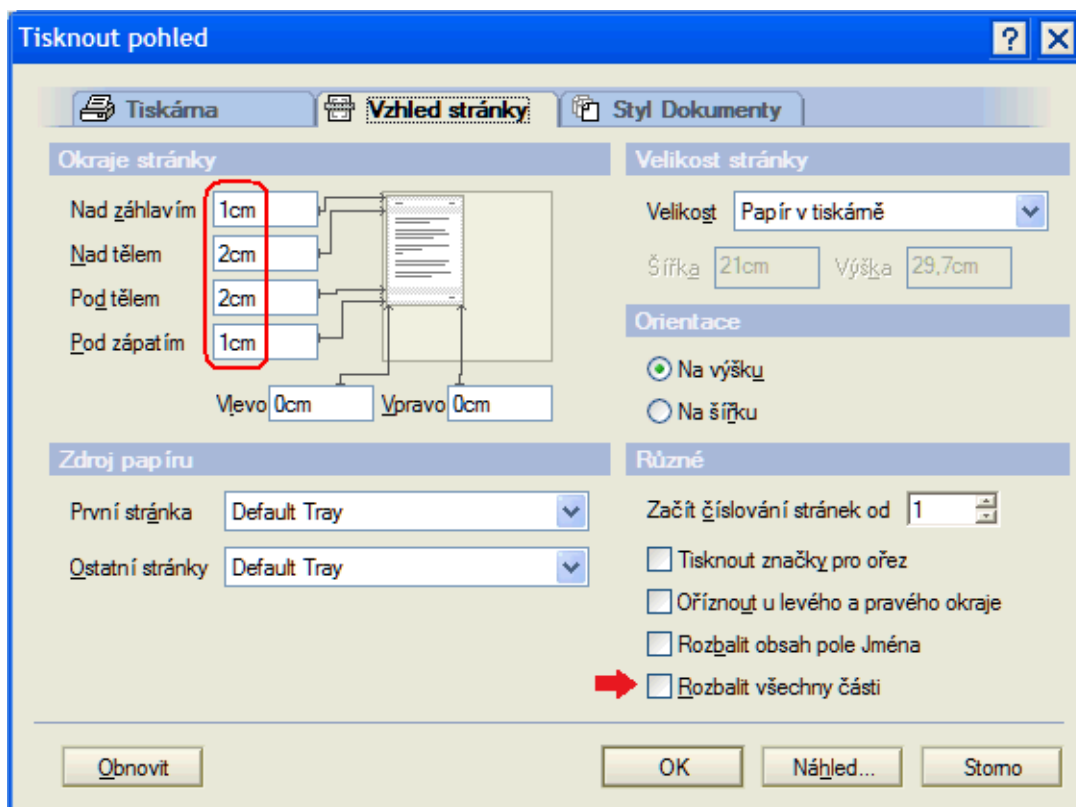 Tisknout pohled
Tiskárna
Vzhled stránky
Styl Dokumenty
Okraje stránky
Nad záhlavím 1cm
Nad tělem 2cm
Pod tělem 2cm
Pod zápatím 1cm
Vlevo 0cm Vpravo 0cm
Velikost stránky
Velikost Papír v tiskárně
Šířka 21cm Výška 29,7cm
Orientace
Na výšku
Na šířku
Zdroj papíru
První stránka Default Tray
Ostatní stránky Default Tray
Různé
Začít číslování stránek od 1
Tisknout značky pro ořez
Oříznout u levého a pravého okraje
Rozbalit obsah pole Jména
Rozbalit všechny části
Obnovit OK Náhled... Storno